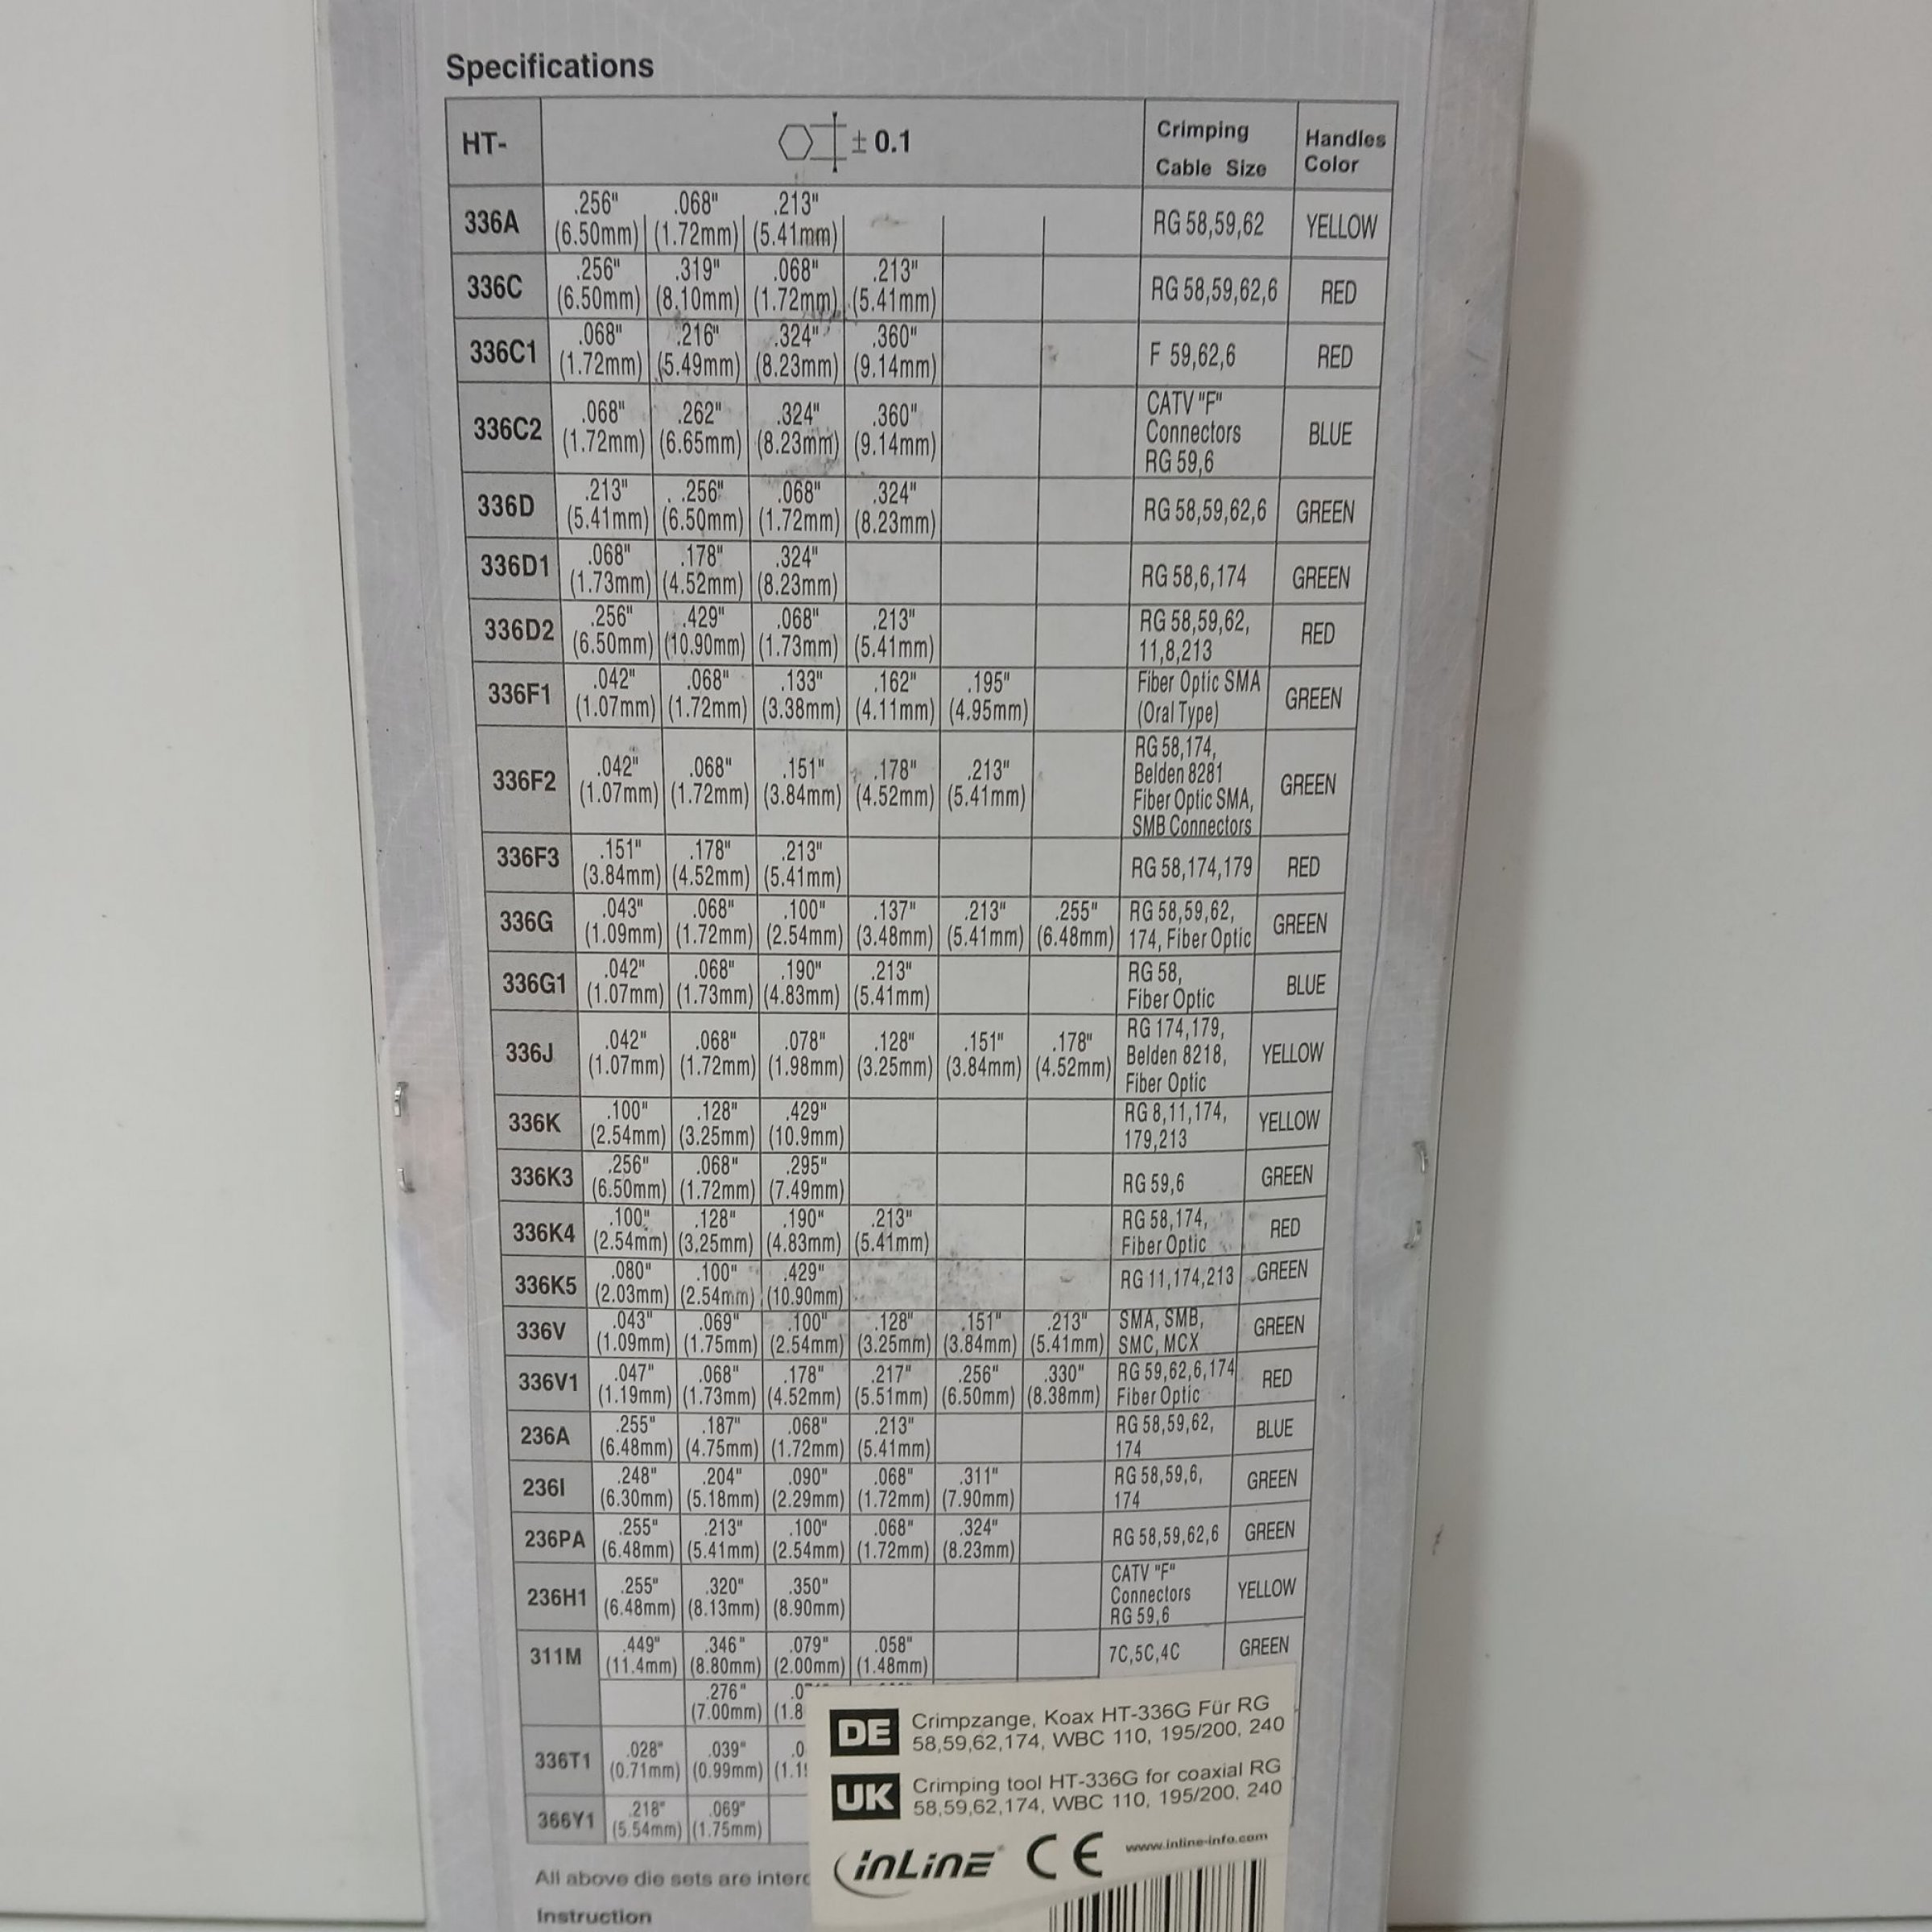 Specifications
HT- ± 0.1 Crimping Cable Size Handles Color
336A .256" (6.50mm) .068" (1.72mm) .213" (5.41mm) RG 58,59,62 YELLOW
336C .256" (6.50mm) .319" (8.10mm) .068" (1.72mm) .213" (5.41mm) RG 58,59,62,6 RED
336C1 .068" (1.72mm) .216" (5.49mm) .324" (8.23mm) .360" (9.14mm) F 59,62,6 RED
336C2 .068" (1.72mm) .262" (6.65mm) .324" (8.23mm) .360" (9.14mm) CATV "F" Connectors RG 59,6 BLUE
336D .213" (5.41mm) .256" (6.50mm) .068" (1.72mm) .324" (8.23mm) RG 58,59,62,6 GREEN
336D1 .068" (1.73mm) .178" (4.52mm) .324" (8.23mm) RG 58,6,174 GREEN
336D2 .256" (6.50mm) .429" (10.90mm) .068" (1.73mm) .213" (5.41mm) RG 58,59,62, 11,8,213 RED
336F1 .042" (1.07mm) .068" (1.72mm) .133" (3.38mm) .162" (4.11mm) .195" (4.95mm) Fiber Optic SMA (Oral Type) GREEN
336F2 .042" (1.07mm) .068" (1.72mm) .151" (3.84mm) .178" (4.52mm) .213" (5.41mm) RG 58,174, Belden 8281 Fiber Optic SMA, SMB Connectors GREEN
336F3 .151" (3.84mm) .178" (4.52mm) .213" (5.41mm) RG 58,174,179 RED
336G .043" (1.09mm) .068" (1.72mm) .100" (2.54mm) .137" (3.48mm) .213" (5.41mm) .255" (6.48mm) RG 58,59,62, 174, Fiber Optic GREEN
336G1 .042" (1.07mm) .068" (1.73mm) .190" (4.83mm) .213" (5.41mm) RG 58, Fiber Optic BLUE
336J .042" (1.07mm) .068" (1.72mm) .078" (1.98mm) .128" (3.25mm) .151" (3.84mm) .178" (4.52mm) RG 174,179, Belden 8218, Fiber Optic YELLOW
336K .100" (2.54mm) .128" (3.25mm) .429" (10.9mm) RG 8,11,174, 179,213 YELLOW
336K3 .256" (6.50mm) .068" (1.72mm) .295" (7.49mm) RG 59,6 GREEN
336K4 .100" (2.54mm) .128" (3.25mm) .190" (4.83mm) .213" (5.41mm) RG 58,174, Fiber Optic RED
336K5 .080" (2.03mm) .100" (2.54mm) .429" (10.90mm) RG 11,174,213 GREEN
336V .043" (1.09mm) .069" (1.75mm) .100" (2.54mm) .128" (3.25mm) .151" (3.84mm) .213" (5.41mm) SMA, SMB, SMC, MCX GREEN
336V1 .047" (1.19mm) .068" (1.73mm) .178" (4.52mm) .217" (5.51mm) .256" (6.50mm) .330" (8.38mm) RG 59,62,6,174 Fiber Optic RED
236A .255" (6.48mm) .187" (4.75mm) .068" (1.72mm) .213" (5.41mm) RG 58,59,62, 174 BLUE
236I .248" (6.30mm) .204" (5.18mm) .090" (2.29mm) .068" (1.72mm) .311" (7.90mm) RG 58,59,6, 174 GREEN
236PA .255" (6.48mm) .213" (5.41mm) .100" (2.54mm) .068" (1.72mm) .324" (8.23mm) RG 58,59,62,6 GREEN
236H1 .255" (6.48mm) .320" (8.13mm) .350" (8.90mm) CATV "F" Connectors RG 59,6 YELLOW
311M .449" (11.4mm) .346" (8.80mm) .079" (2.00mm) .058" (1.48mm) 7C,5C,4C GREEN
.276" (7.00mm)
336T1 .028" (0.71mm) .039" (0.99mm)
366Y1 .218" (5.54mm) .069" (1.75mm)
All above die sets are
Instruction
DE Crimpzange, Koax HT-336G Für RG
58,59,62,174, WBC 110, 195/200, 240
UK Crimping tool HT-336G for coaxial RG
58,59,62,174, WBC 110, 195/200, 240
inLine CE www.inline-info.com